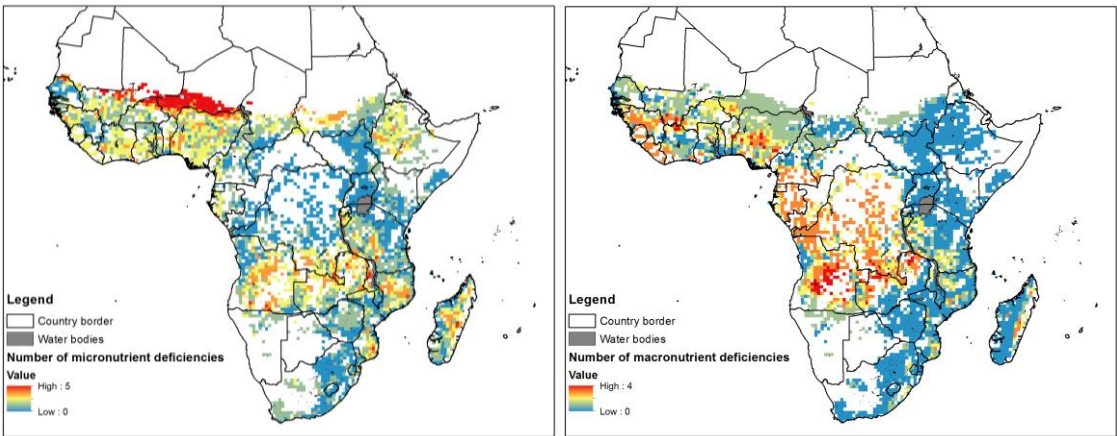 Legend
Country border
Water bodies
Number of micronutrient deficiencies
Value
High : 5
Low : 0
Legend
Country border
Water bodies
Number of macronutrient deficiencies
Value
High : 4
Low : 0